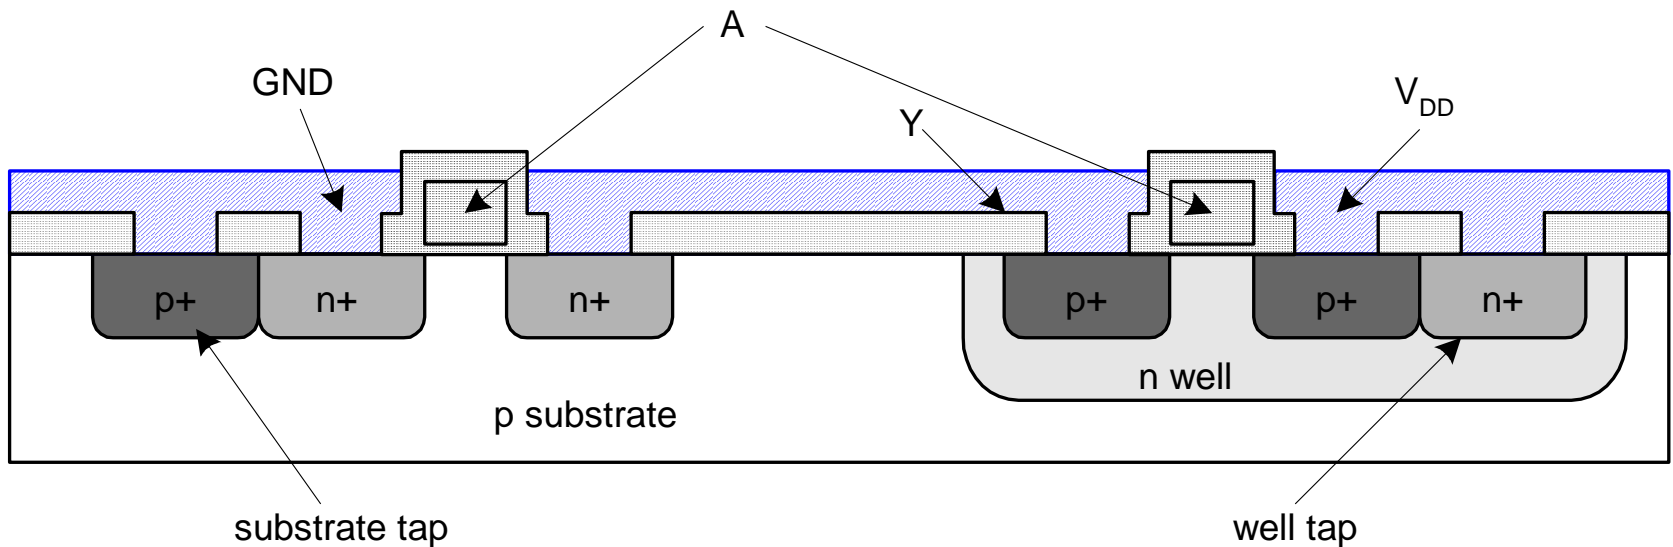 A
GND
Y
VDD
p+
n+
n+
p+
p+
n+
n well
p substrate
substrate tap
well tap